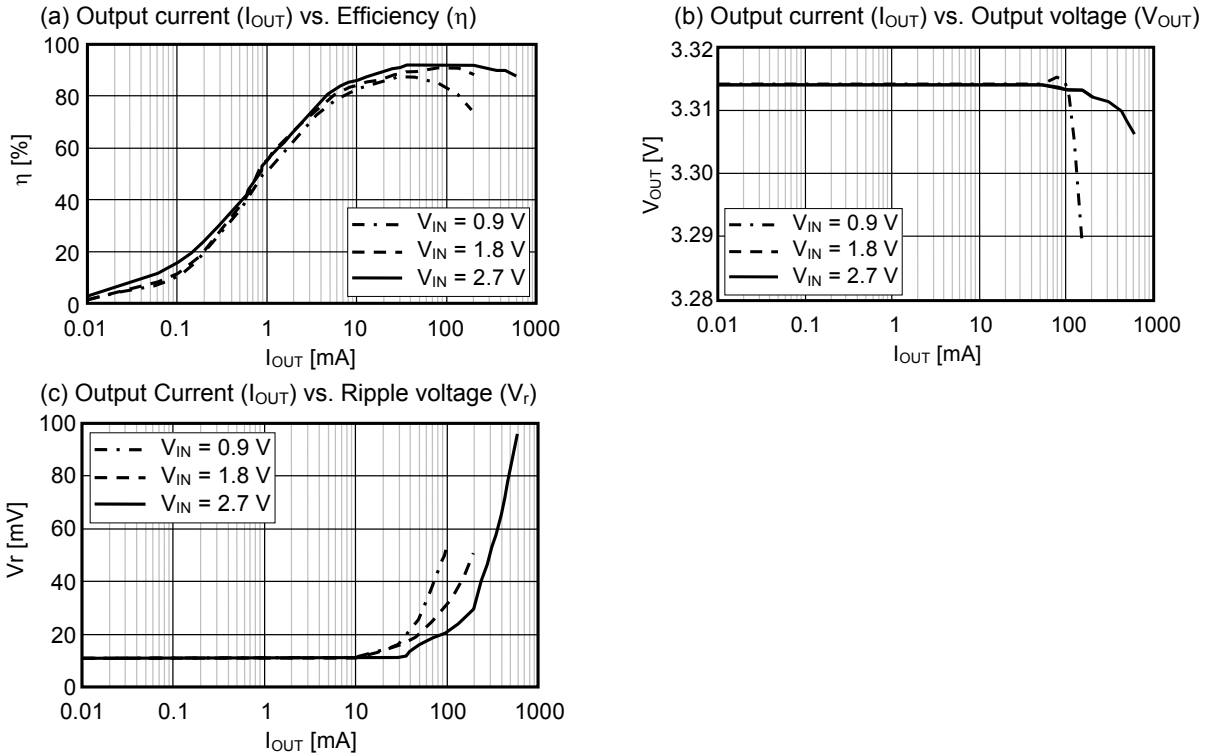 (a) Output current (IOUT) vs. Efficiency (η)
100
80
60
40
20
0
η [%]
VIN = 0.9 V
VIN = 1.8 V
VIN = 2.7 V
0.01 0.1 1 10 100 1000
IOUT [mA]
(b) Output current (IOUT) vs. Output voltage (VOUT)
3.32
3.31
3.30
3.29
3.28
VOUT [V]
VIN = 0.9 V
VIN = 1.8 V
VIN = 2.7 V
0.01 0.1 1 10 100 1000
IOUT [mA]
(c) Output Current (IOUT) vs. Ripple voltage (Vr)
100
80
60
40
20
0
Vr [mV]
VIN = 0.9 V
VIN = 1.8 V
VIN = 2.7 V
0.01 0.1 1 10 100 1000
IOUT [mA]